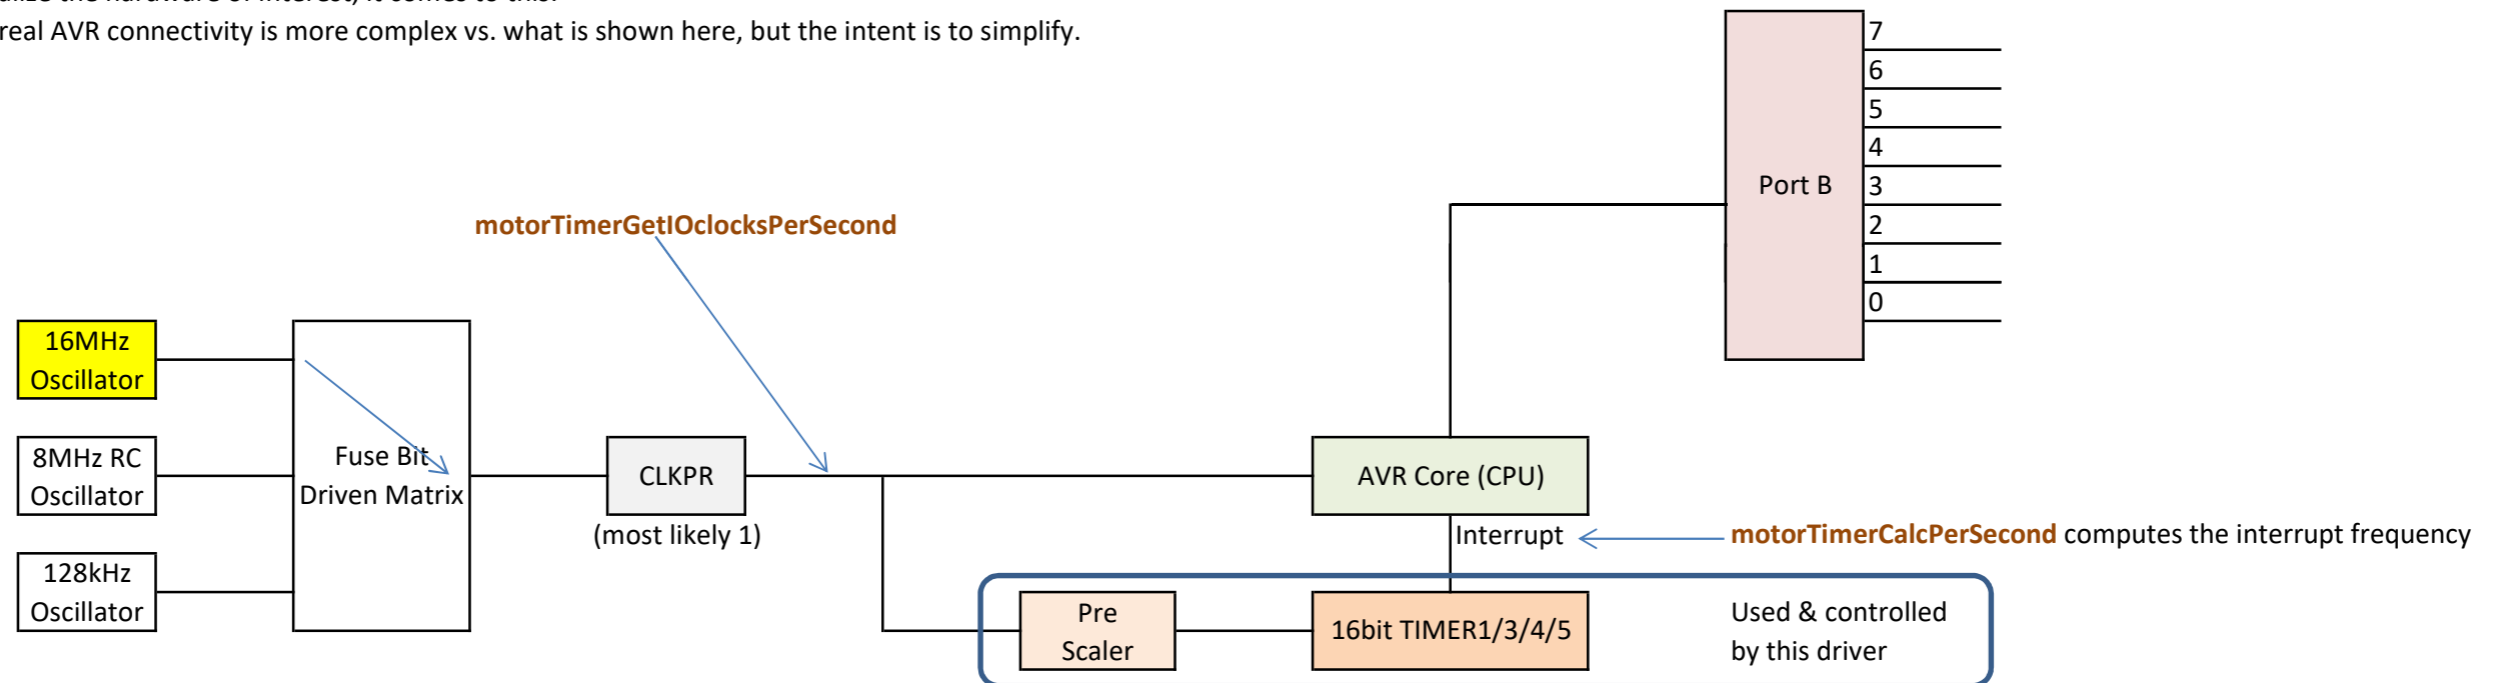 real AVR connectivity is more complex vs. what is shown here, but the intent is to simplify.
7
6
5
4
3
2
1
0
Port B
motorTimerGetIOclocksPerSecond
16MHz
Oscillator
8MHz RC
Oscillator
128kHz
Oscillator
Fuse Bit
Driven Matrix
CLKPR
(most likely 1)
AVR Core (CPU)
Interrupt
motorTimerCalcPerSecond computes the interrupt frequency
Pre
Scaler
16bit TIMER1/3/4/5
Used & controlled
by this driver